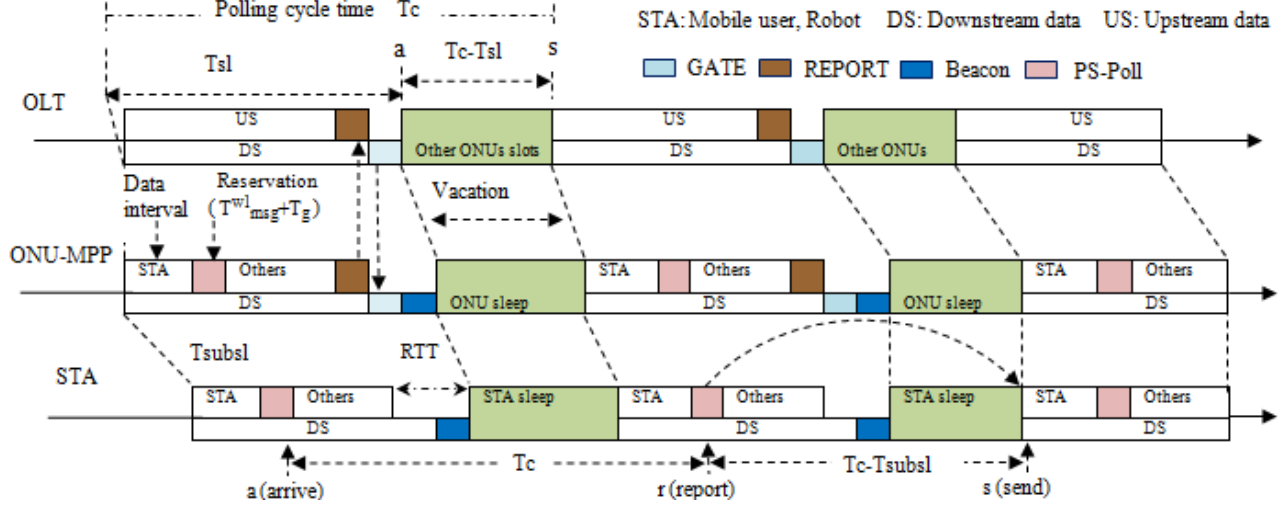 Polling cycle time Tc
STA: Mobile user, Robot DS: Downstream data US: Upstream data
Tsl a Tc-Tsl s
GATE REPORT Beacon PS-Poll
OLT
US US US
DS Other ONUs slots DS Other ONUs DS
Data interval
Reservation
(T^wl_msg+T_g)
Vacation
ONU-MPP
STA Others STA Others STA
DS ONU sleep DS ONU sleep DS
Tsubsl
RTT
STA
STA Others STA sleep STA Others STA sleep STA Others
DS DS DS
Tc Tc-Tsubsl
a (arrive) r (report) s (send)